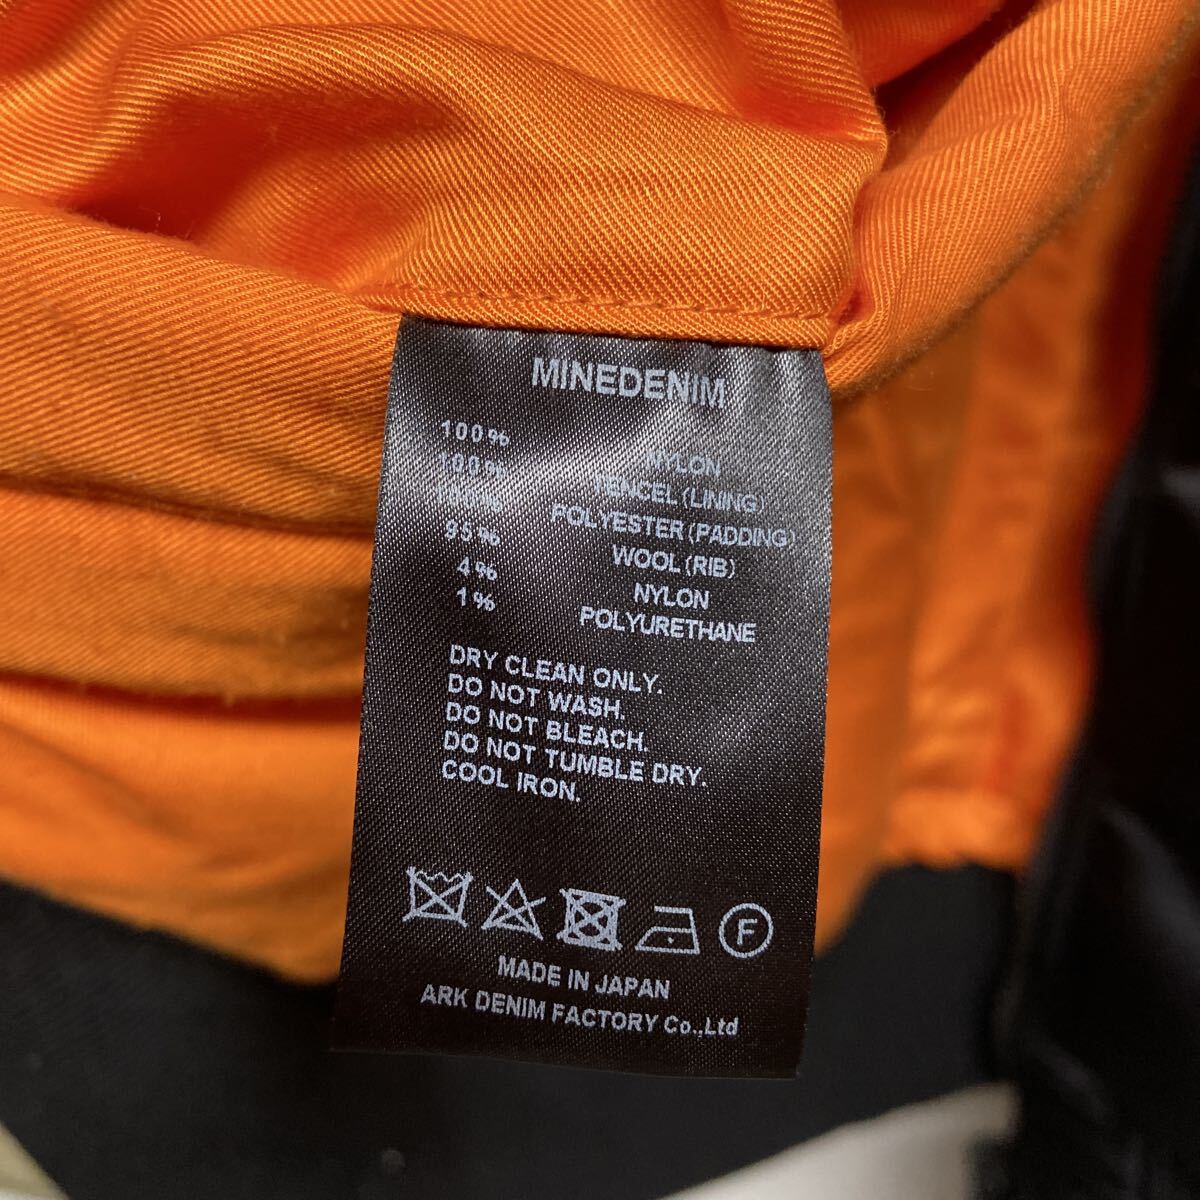 MINEDENIM
100% NYLON
100% TENCEL(LINING)
100% POLYESTER(PADDING)
95% WOOL(RIB)
4% NYLON
1% POLYURETHANE
DRY CLEAN ONLY.
DO NOT WASH.
DO NOT BLEACH.
DO NOT TUMBLE DRY.
COOL IRON.
F
MADE IN JAPAN
ARK DENIM FACTORY Co.,Ltd